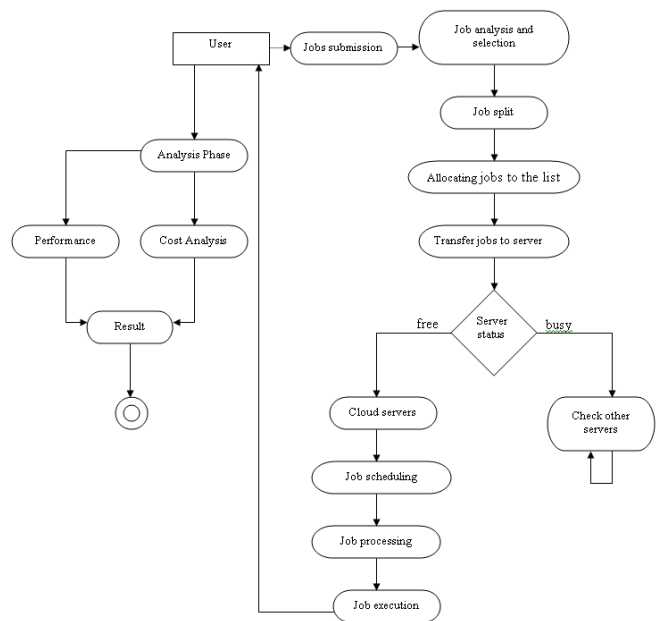 User
Jobs submission
Job analysis and
selection
Job split
Analysis Phase
Allocating jobs to the list
Performance
Cost Analysis
Transfer jobs to server
Result
free
Server
status
busy
Cloud servers
Check other
servers
Job scheduling
Job processing
Job execution